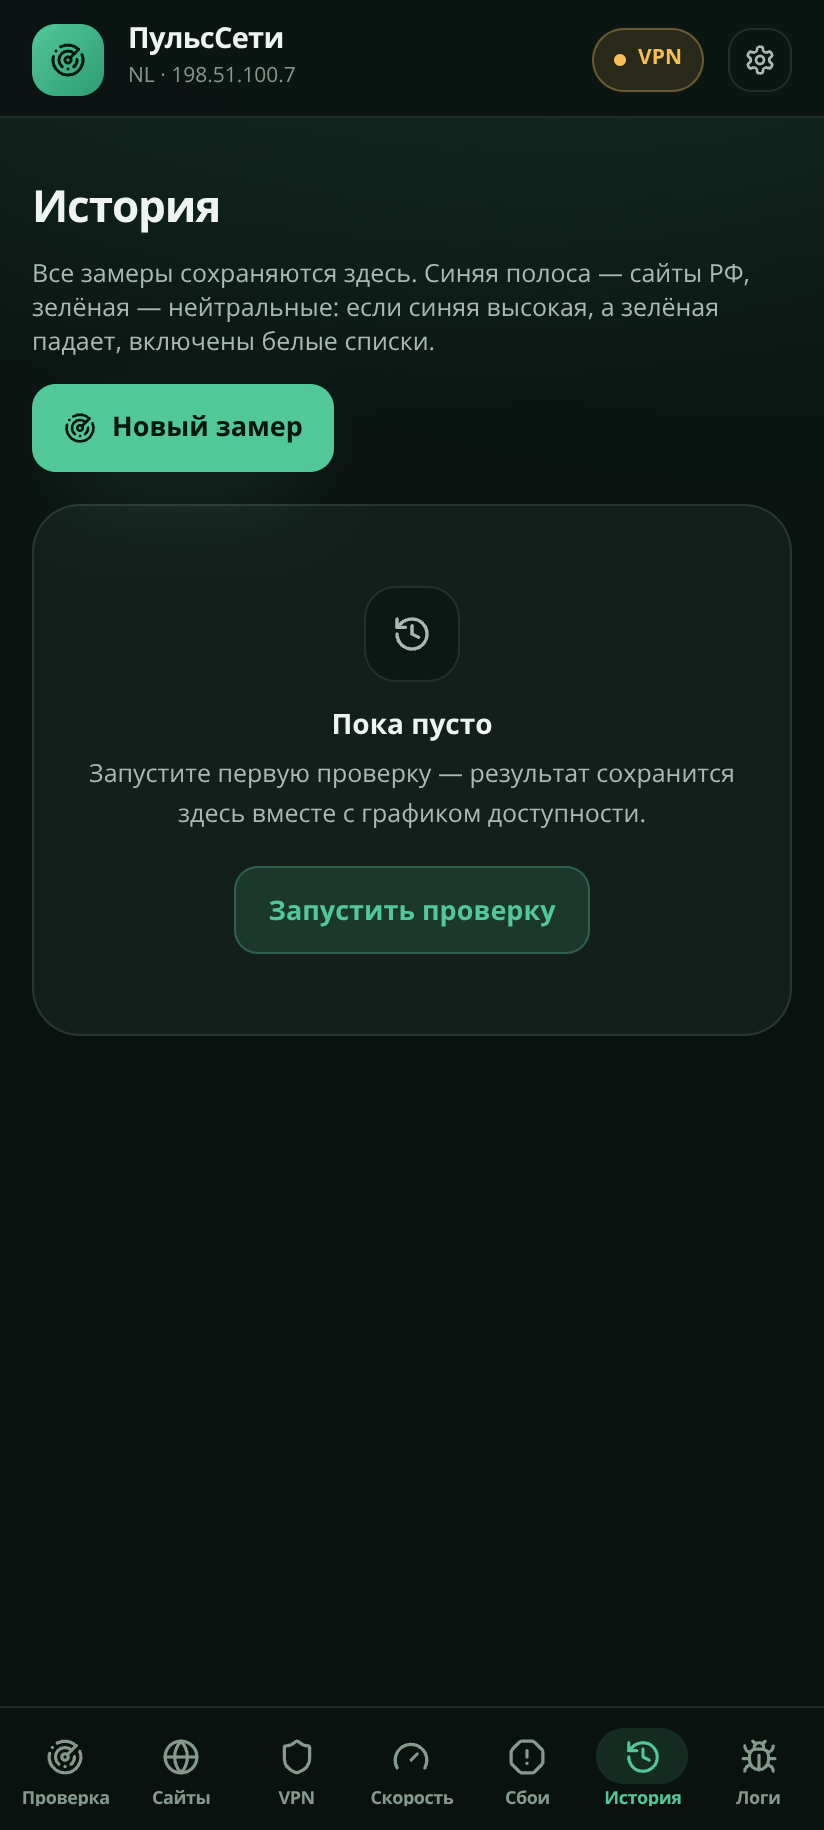 ПульсСети
NL · 198.51.100.7
VPN
История
Все замеры сохраняются здесь. Синяя полоса — сайты РФ,
зелёная — нейтральные: если синяя высокая, а зелёная
падает, включены белые списки.
Новый замер
Пока пусто
Запустите первую проверку — результат сохранится
здесь вместе с графиком доступности.
Запустить проверку
Проверка
Сайты
VPN
Скорость
Сбои
История
Логи